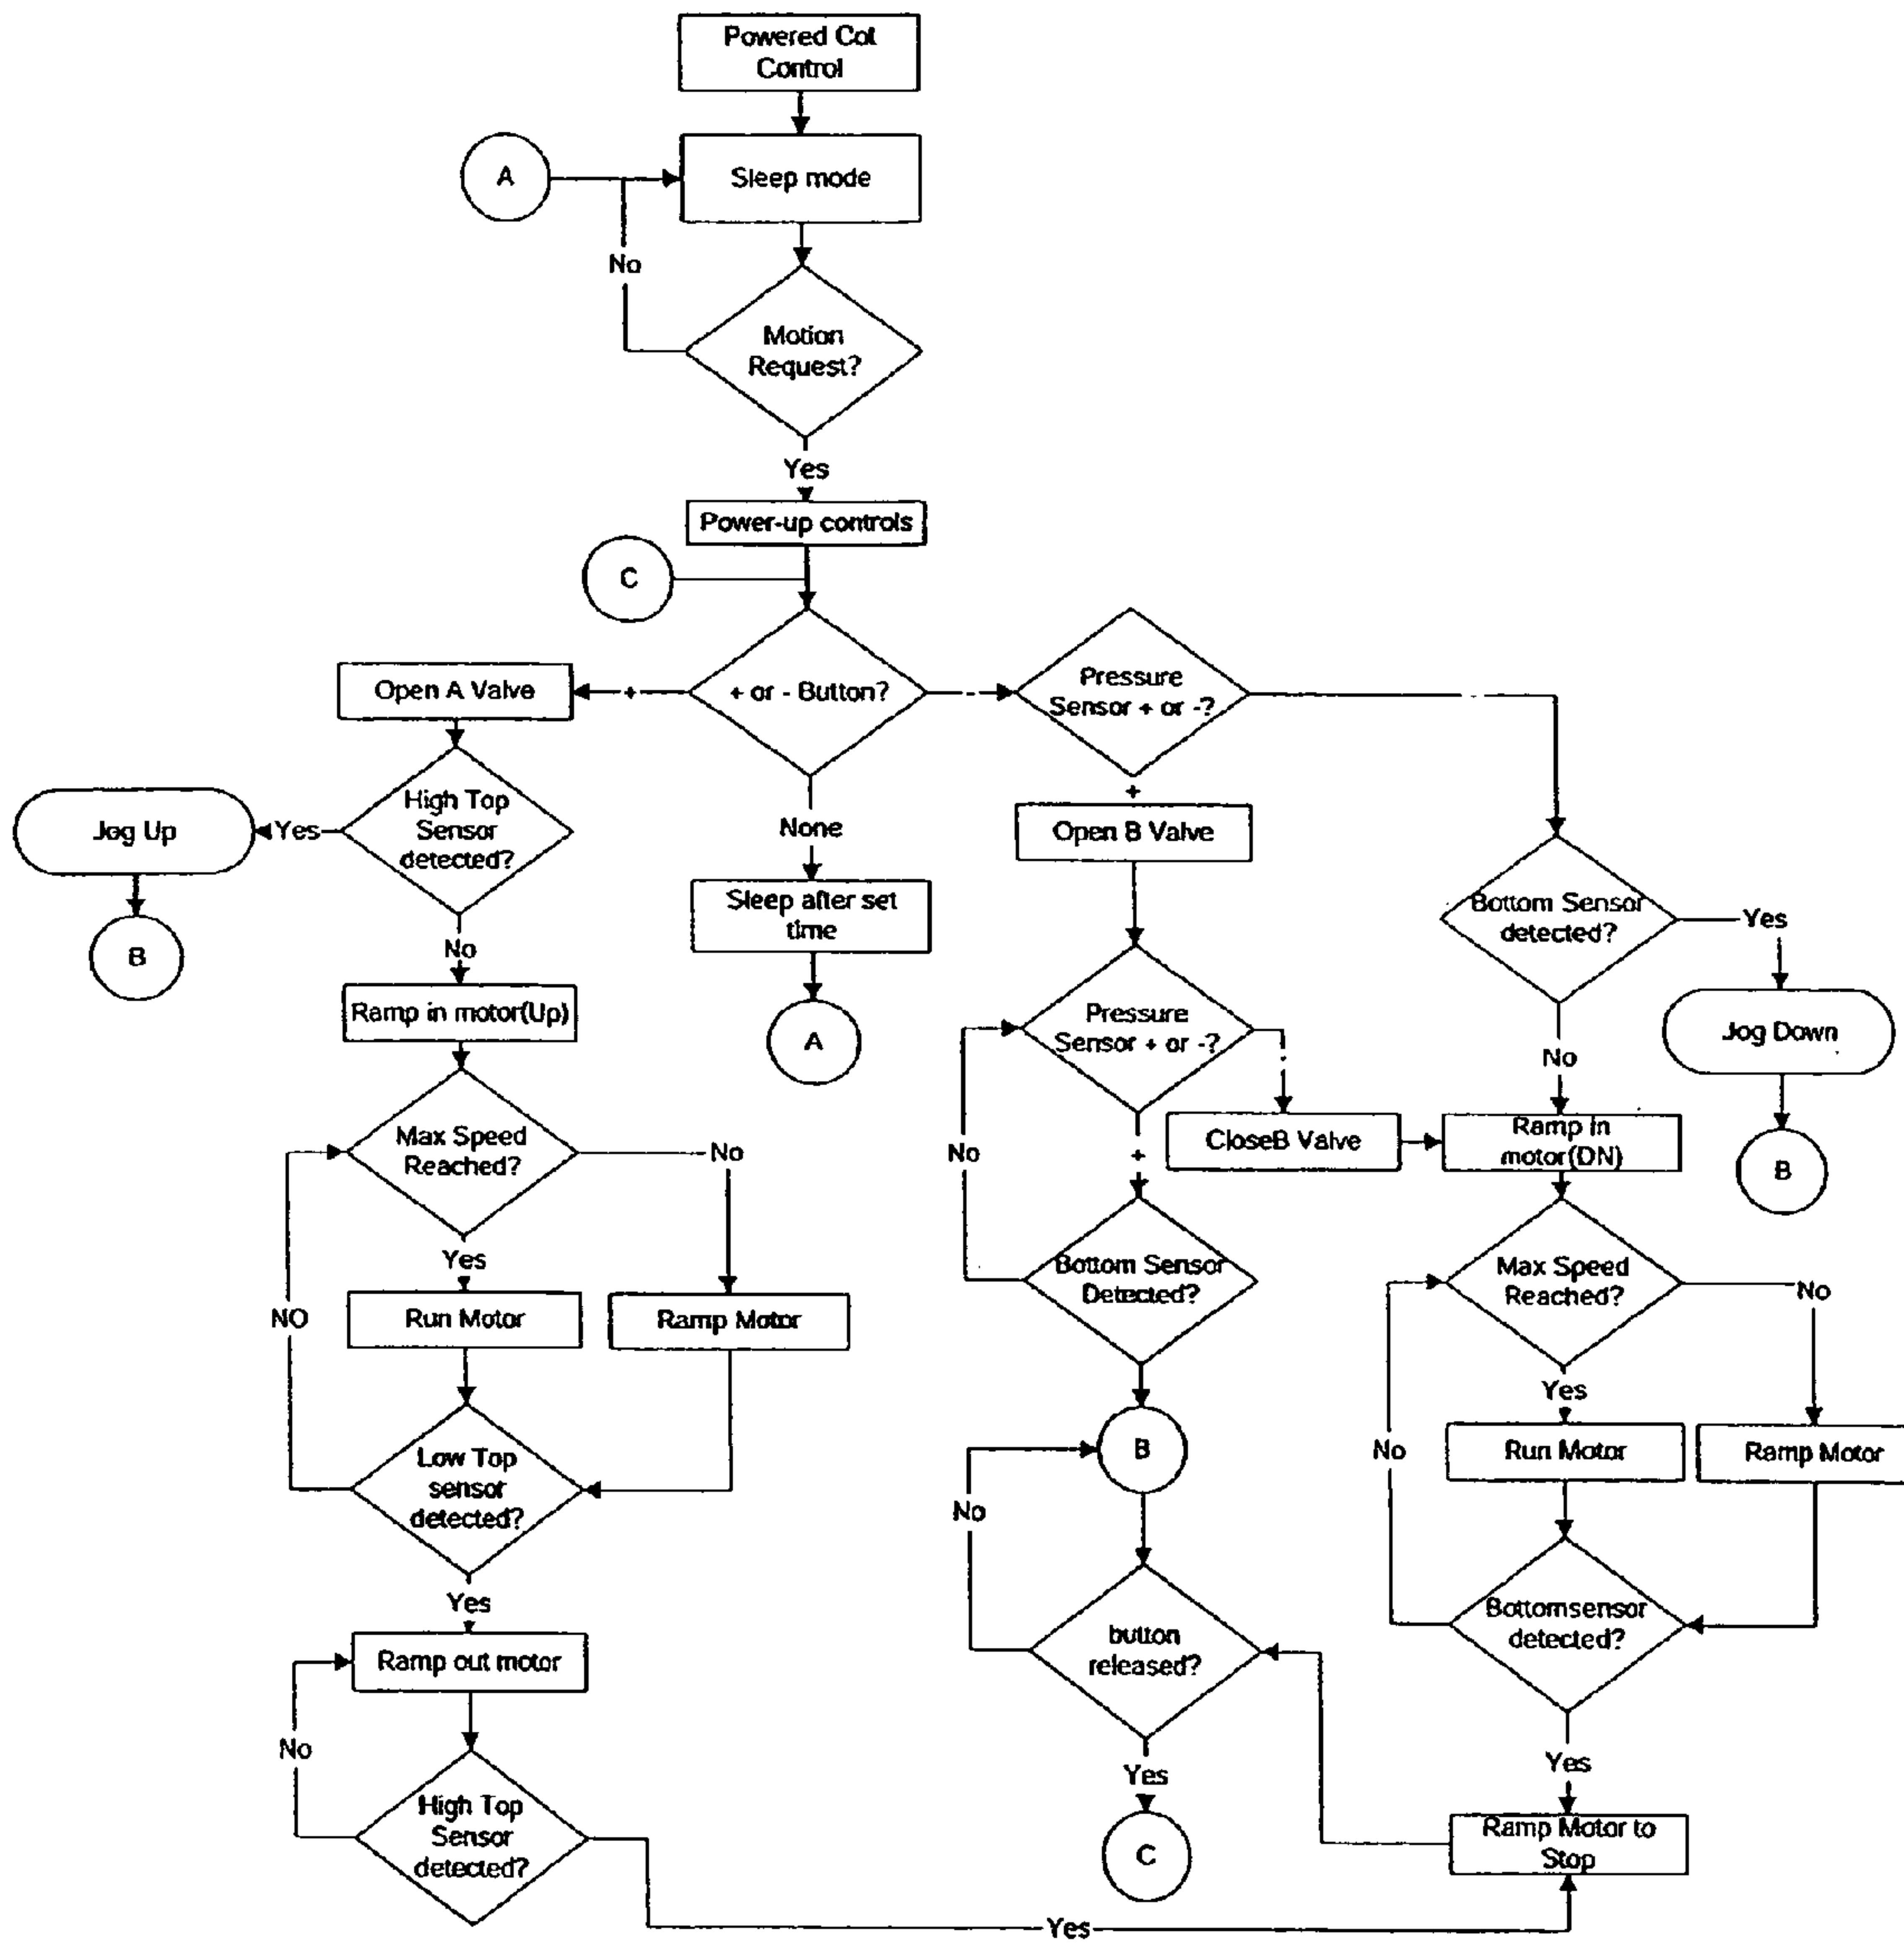 Powered Cot
Control
A
Sleep mode
No
Motion
Request?
Yes
Power-up controls
C
Open A Valve
+
+ or - Button?
-
Pressure
Sensor + or -?
-
High Top
Sensor
detected?
Yes
Jog Up
B
None
Sleep after set
time
A
+
Open B Valve
Bottom Sensor
detected?
Yes
Jog Down
B
No
Ramp in motor(Up)
Pressure
Sensor + or -?
-
No
CloseB Valve
Ramp in
motor(DN)
Max Speed
Reached?
No
No
+
Yes
NO
Run Motor
Ramp Motor
Bottom Sensor
Detected?
Max Speed
Reached?
No
Yes
Low Top
sensor
detected?
B
No
No
Run Motor
Ramp Motor
Yes
Ramp out motor
button
released?
Bottomsensor
detected?
No
Yes
Yes
High Top
Sensor
detected?
C
Ramp Motor to
Stop
Yes